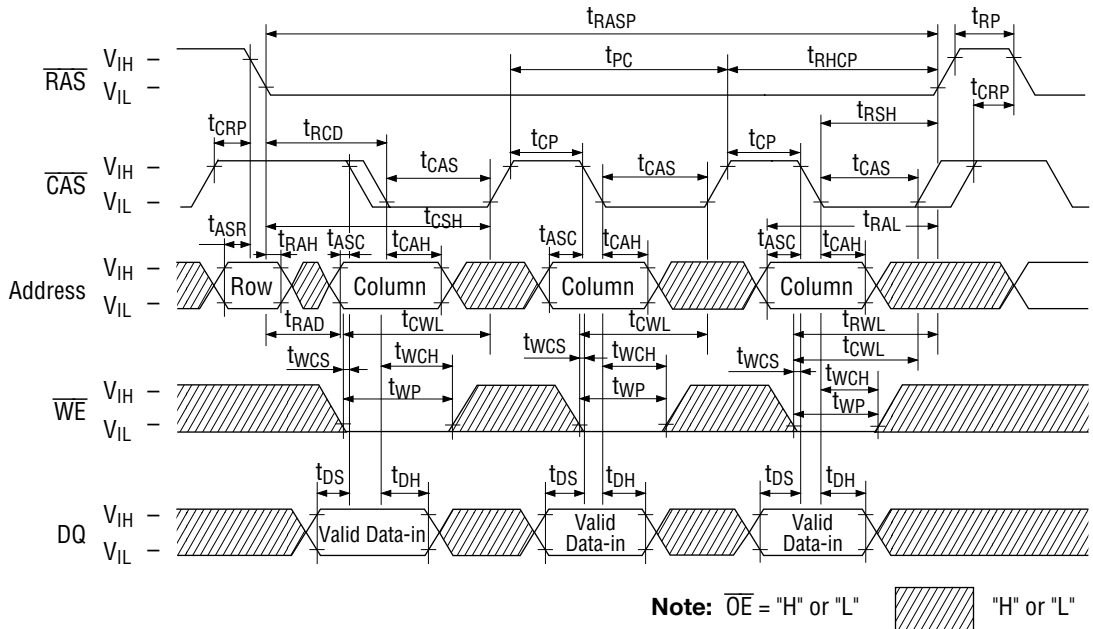 tRASP tRP
RAS VIH VIL tPC tRHCP
tCRP tRCD tCP tCP tRSH tCRP
CAS VIH VIL tCAS tCAS tCAS
tCSH tRAL
tASR tRAH tASC tCAH tASC tCAH tASC tCAH
Address VIH VIL Row Column Column Column
tRAD tCWL tCWL tRWL
tWCS tWCH tWCS tWCH tWCS tCWL
tWCH
WE VIH VIL tWP tWP tWP
tDS tDH tDS tDH tDS tDH
DQ VIH VIL Valid Data-in Valid Data-in Valid Data-in
Note: OE = "H" or "L" "H" or "L"